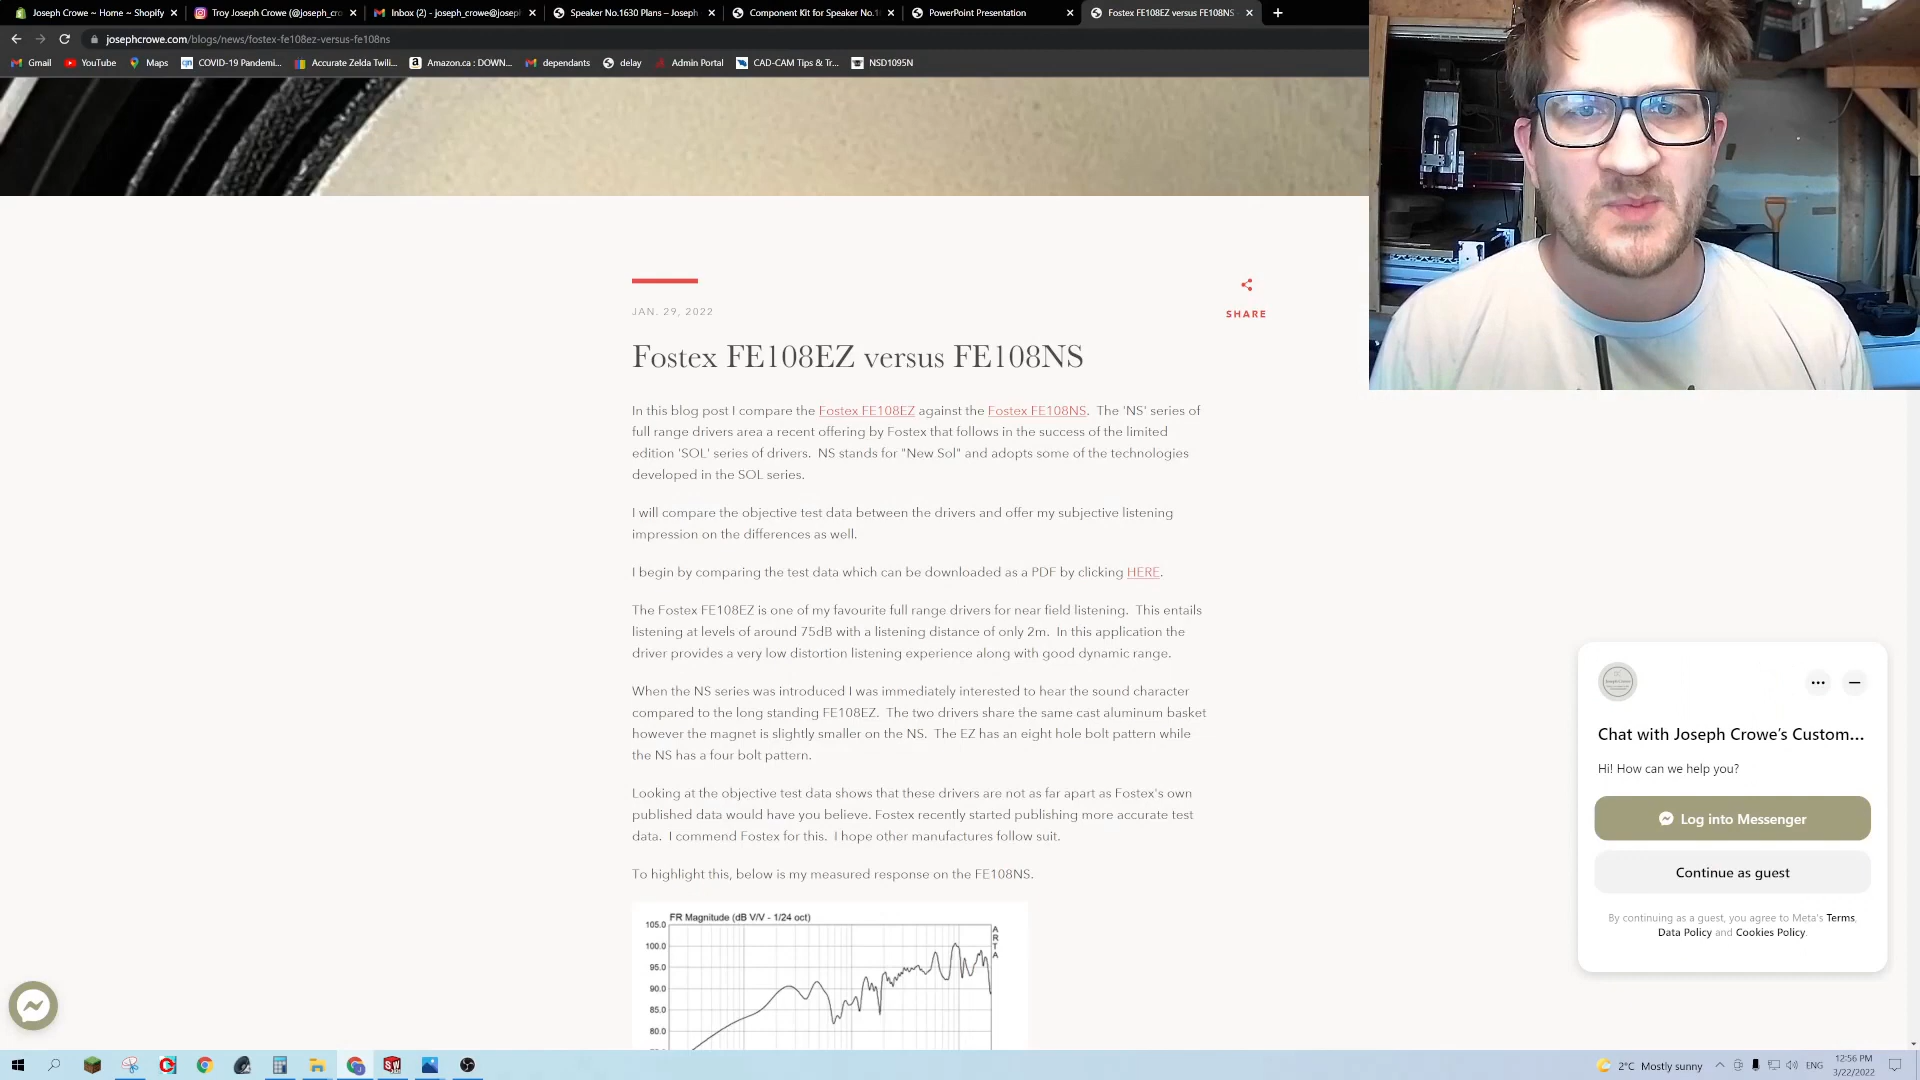 Joseph Crowe ~ Home ~ Shopify
Troy Joseph Crowe (@joseph_cro
Inbox (2) - joseph_crowe@joseph
Speaker No.1630 Plans – Joseph
Component Kit for Speaker No.1
PowerPoint Presentation
Fostex FE108EZ versus FE108NS
josephcrowe.com/blogs/news/fostex-fe108ez-versus-fe108ns
Gmail
YouTube
Maps
COVID-19 Pandemi...
Accurate Zelda Twili...
Amazon.ca : DOWN...
dependants
delay
Admin Portal
CAD-CAM Tips & Tr...
NSD1095N
JAN. 29, 2022
SHARE
Fostex FE108EZ versus FE108NS
In this blog post I compare the Fostex FE108EZ against the Fostex FE108NS. The 'NS' series of
full range drivers area a recent offering by Fostex that follows in the success of the limited
edition 'SOL' series of drivers. NS stands for "New Sol" and adopts some of the technologies
developed in the SOL series.
I will compare the objective test data between the drivers and offer my subjective listening
impression on the differences as well.
I begin by comparing the test data which can be downloaded as a PDF by clicking HERE.
The Fostex FE108EZ is one of my favourite full range drivers for near field listening. This entails
listening at levels of around 75dB with a listening distance of only 2m. In this application the
driver provides a very low distortion listening experience along with good dynamic range.
When the NS series was introduced I was immediately interested to hear the sound character
compared to the long standing FE108EZ. The two drivers share the same cast aluminum basket
however the magnet is slightly smaller on the NS. The EZ has an eight hole bolt pattern while
the NS has a four bolt pattern.
Looking at the objective test data shows that these drivers are not as far apart as Fostex's own
published data would have you believe. Fostex recently started publishing more accurate test
data. I commend Fostex for this. I hope other manufactures follow suit.
To highlight this, below is my measured response on the FE108NS.
FR Magnitude (dB V/V - 1/24 oct)
105.0
100.0
95.0
90.0
85.0
80.0
A
R
T
A
Chat with Joseph Crowe's Custom...
Hi! How can we help you?
Log into Messenger
Continue as guest
By continuing as a guest, you agree to Meta's Terms,
Data Policy and Cookies Policy.
2°C Mostly sunny
ENG
12:56 PM
3/22/2022